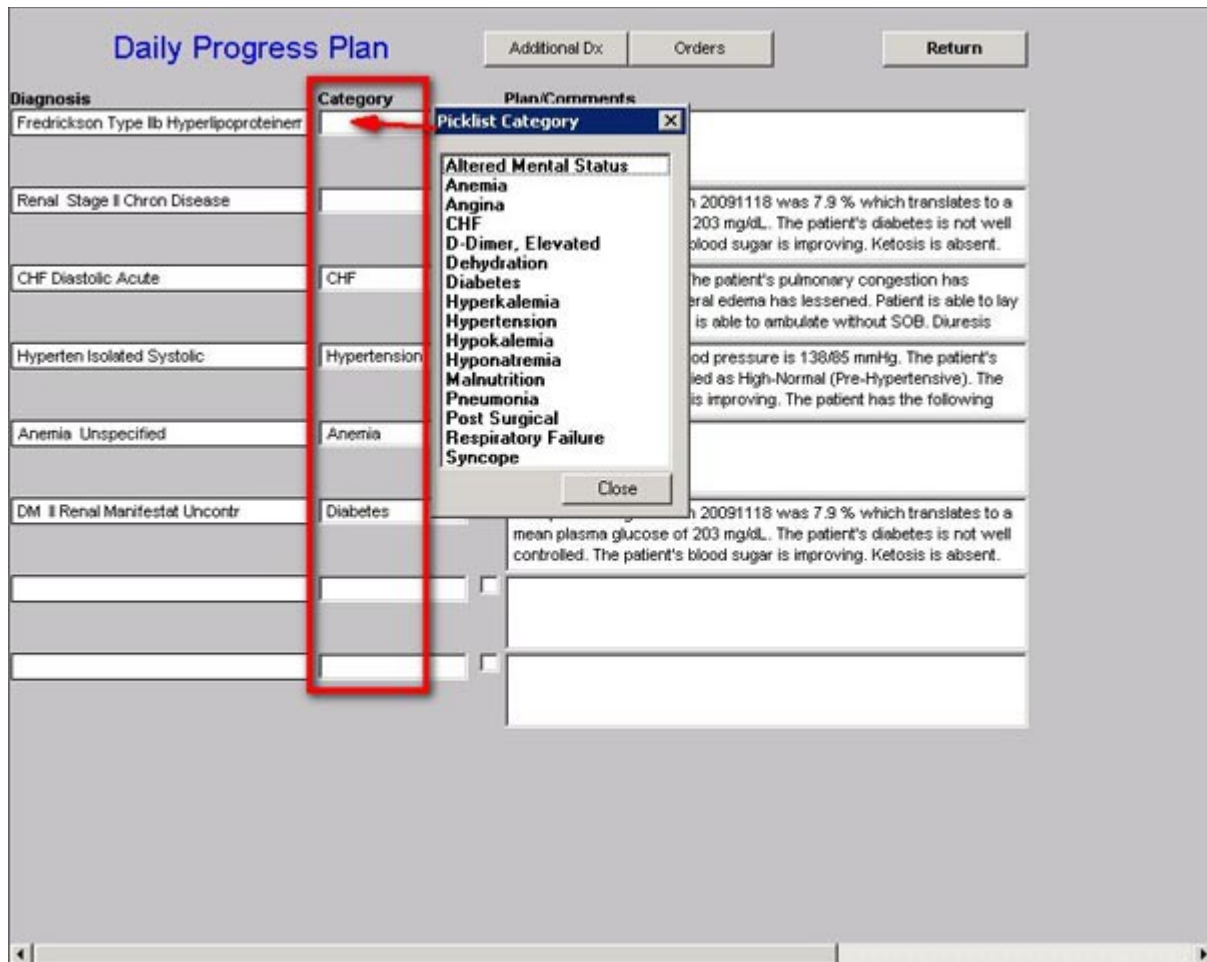 Daily Progress Plan
Additional Dx
Orders
Return
Diagnosis
Category
Plan/Comments
Fredrickson Type IIb Hyperlipoproteinem
Picklist Category
Altered Mental Status
Anemia
Angina
CHF
D-Dimer, Elevated
Dehydration
Diabetes
Hyperkalemia
Hypertension
Hypokalemia
Hyponatremia
Malnutrition
Pneumonia
Post Surgical
Respiratory Failure
Syncope
Close
Renal Stage II Chron Disease
20091118 was 7.9 % which translates to a
203 mg/dL. The patient's diabetes is not well
blood sugar is improving. Ketosis is absent.
CHF Diastolic Acute
CHF
The patient's pulmonary congestion has
edema has lessened. Patient is able to lay
is able to ambulate without SOB. Diuresis
Hyperten Isolated Systolic
Hypertension
pressure is 138/85 mmHg. The patient's
as High-Normal (Pre-Hypertensive). The
is improving. The patient has the following
Anemia Unspecified
Anemia
DM II Renal Manifestat Uncontr
Diabetes
20091118 was 7.9 % which translates to a
mean plasma glucose of 203 mg/dL. The patient's diabetes is not well
controlled. The patient's blood sugar is improving. Ketosis is absent.